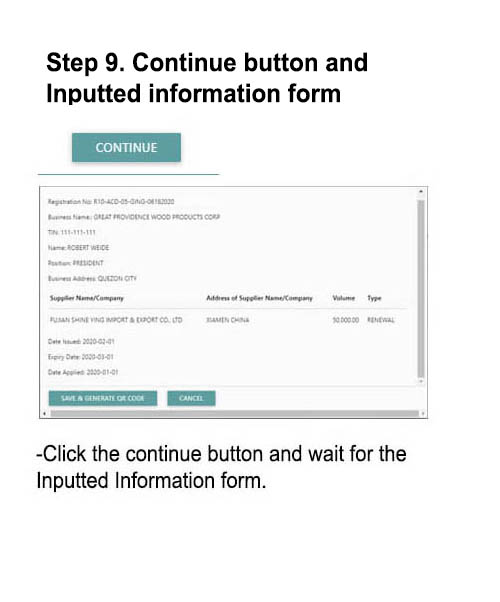 Step 9. Continue button and
Inputted information form
CONTINUE
Registration No: R10-ACD-05-GING-06182020
Business Name: GREAT PROVIDENCE WOOD PRODUCTS CORP
TIN: 111-111-111
Name: ROBERT WEIDE
Position: PRESIDENT
Business Address: QUEZON CITY
Supplier Name/Company Address of Supplier Name/Company Volume Type
FUJIAN SHINE YING IMPORT & EXPORT CO., LTD XIAMEN CHINA 50,000.00 RENEWAL
Date Issued: 2020-02-01
Expiry Date: 2020-03-01
Date Applied: 2020-01-01
SAVE & GENERATE QR CODE CANCEL
-Click the continue button and wait for the
Inputted Information form.